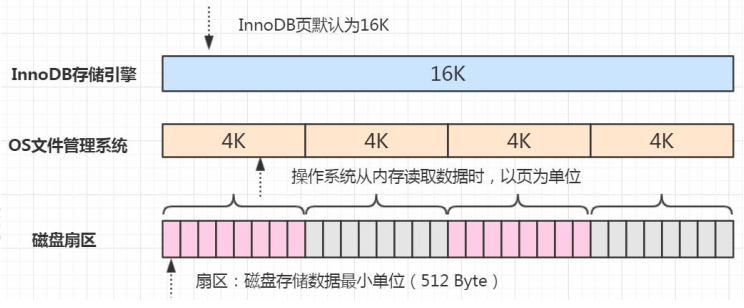 InnoDB页默认为16K
InnoDB存储引擎 16K
OS文件管理系统 4K 4K 4K 4K
操作系统从内存读取数据时，以页为单位
磁盘扇区
扇区：磁盘存储数据最小单位（512 Byte）